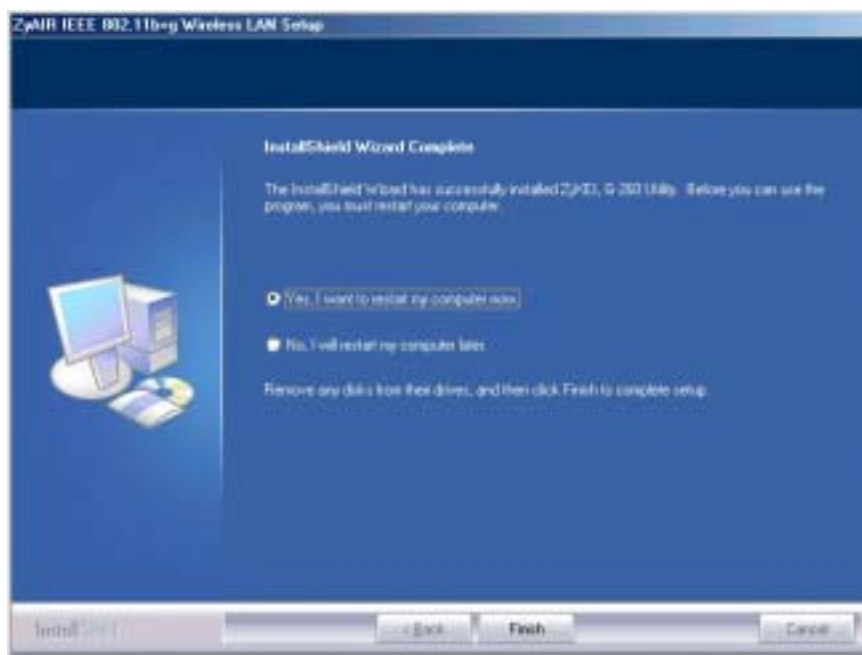 ZyAIR IEEE 802.11b+g Wireless LAN Setup
InstallShield Wizard Complete
The InstallShield Wizard has successfully installed ZyXEL G-200 Utility. Before you can use the
program, you must restart your computer.
Yes, I want to restart my computer now.
No, I will restart my computer later.
Remove any disks from their drives, and then click Finish to complete setup.
InstallShield
< Back
Finish
Cancel